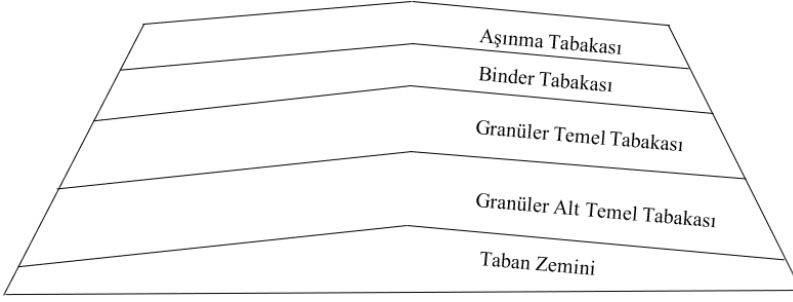 Aşınma Tabakası
Binder Tabakası
Granüler Temel Tabakası
Granüler Alt Temel Tabakası
Taban Zemini